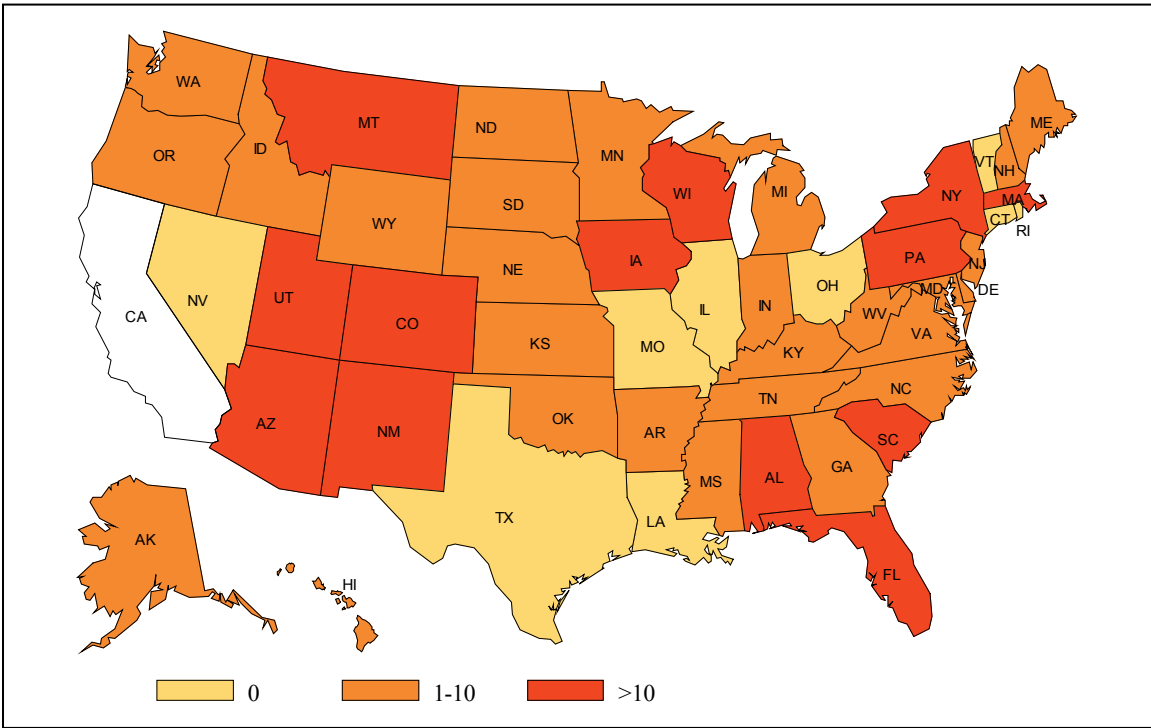 WA
MT
ND
MN
ME
OR
ID
WI
MI
VT
NH
SD
NY
MA
WY
CT
RI
IA
PA
NE
NJ
NV
UT
OH
MD
DE
IL
IN
CA
CO
WV
VA
KS
MO
KY
NC
TN
AZ
NM
OK
AR
SC
MS
AL
GA
TX
LA
AK
FL
HI
0
1-10
>10